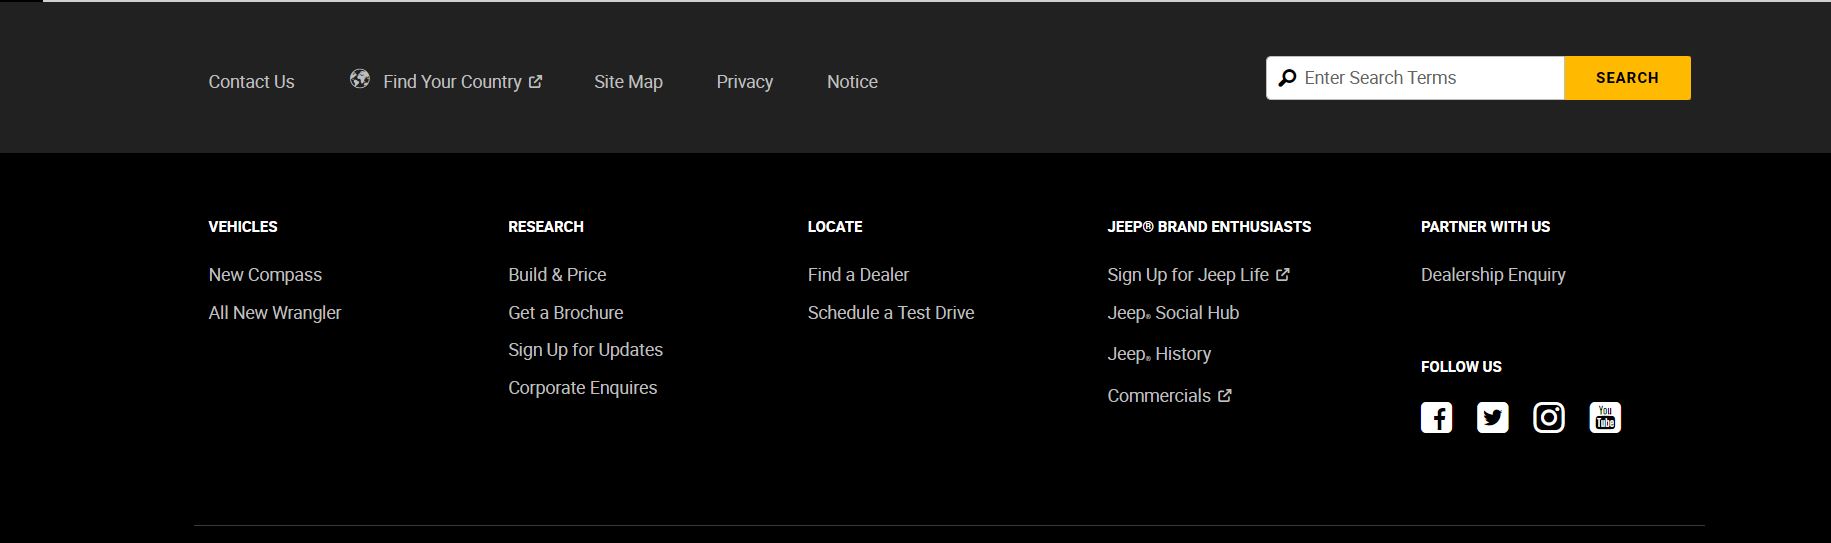 Contact Us Find Your Country Site Map Privacy Notice Enter Search Terms SEARCH
VEHICLES
New Compass
All New Wrangler
RESEARCH
Build & Price
Get a Brochure
Sign Up for Updates
Corporate Enquires
LOCATE
Find a Dealer
Schedule a Test Drive
JEEP® BRAND ENTHUSIASTS
Sign Up for Jeep Life
Jeep® Social Hub
Jeep® History
Commercials
PARTNER WITH US
Dealership Enquiry
FOLLOW US
You
Tube